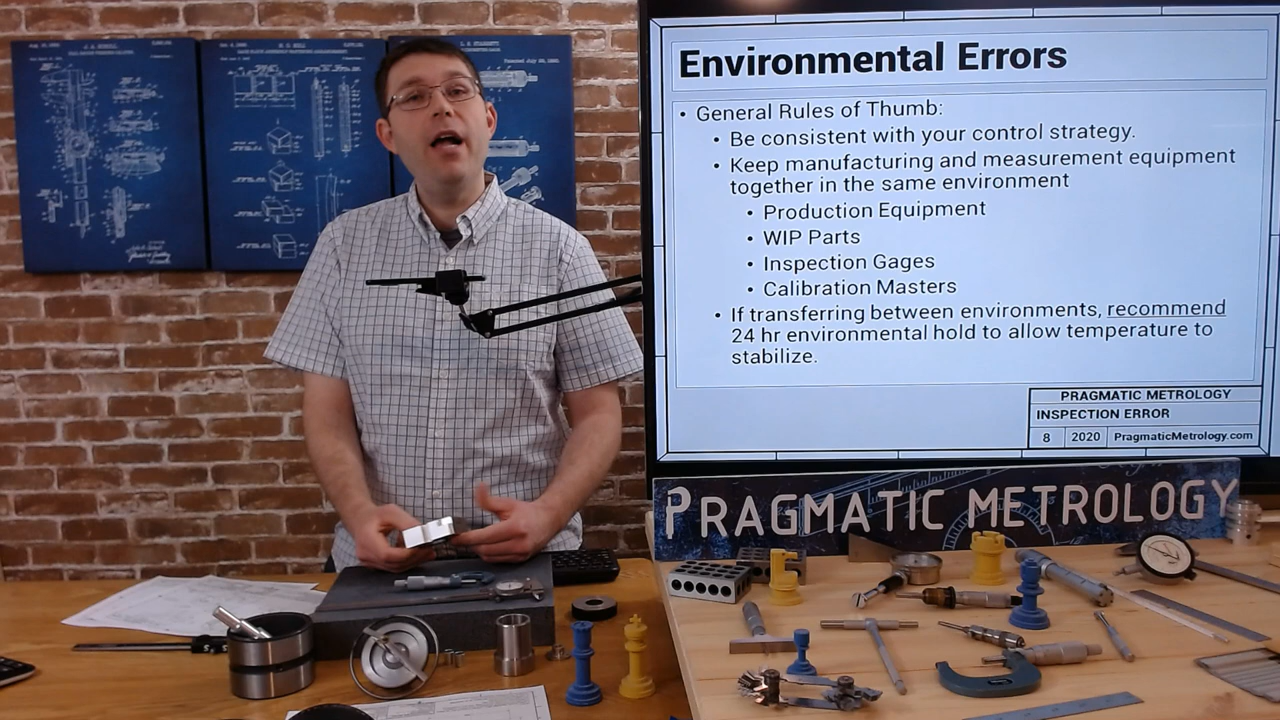 Environmental Errors
• General Rules of Thumb:
• Be consistent with your control strategy.
• Keep manufacturing and measurement equipment
together in the same environment
• Production Equipment
• WIP Parts
• Inspection Gages
• Calibration Masters
• If transferring between environments, recommend
24 hr environmental hold to allow temperature to
stabilize.
PRAGMATIC METROLOGY
INSPECTION ERROR
8 2020 PragmaticMetrology.com
PRAGMATIC METROLOGY